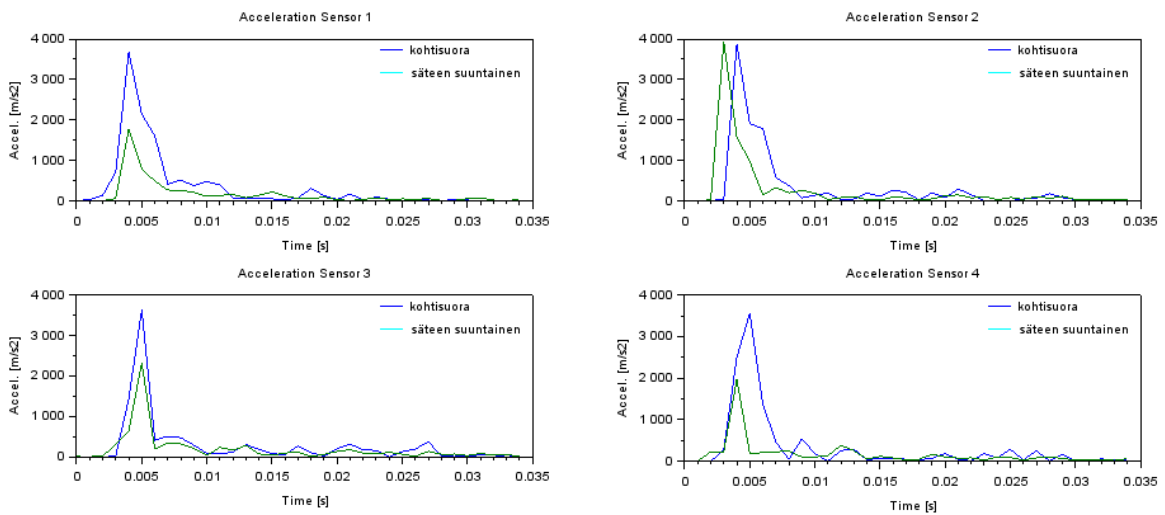 Acceleration Sensor 1
4 000
3 000
2 000
1 000
0
Accel. [m/s2]
kohtisuora
säteen suuntainen
0 0.005 0.01 0.015 0.02 0.025 0.03 0.035
Time [s]
Acceleration Sensor 2
4 000
3 000
2 000
1 000
0
Accel. [m/s2]
kohtisuora
säteen suuntainen
0 0.005 0.01 0.015 0.02 0.025 0.03 0.035
Time [s]
Acceleration Sensor 3
4 000
3 000
2 000
1 000
0
Accel. [m/s2]
kohtisuora
säteen suuntainen
0 0.005 0.01 0.015 0.02 0.025 0.03 0.035
Time [s]
Acceleration Sensor 4
4 000
3 000
2 000
1 000
0
Accel. [m/s2]
kohtisuora
säteen suuntainen
0 0.005 0.01 0.015 0.02 0.025 0.03 0.035
Time [s]